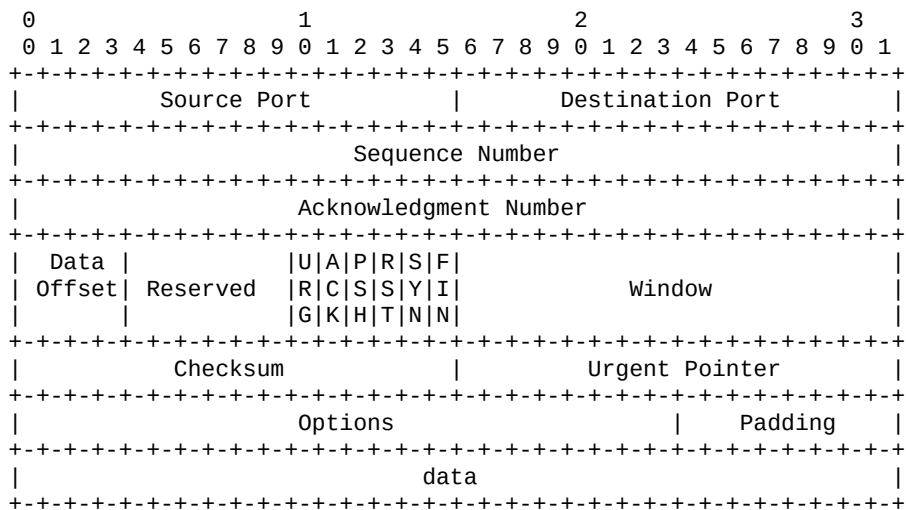 0                   1                   2                   3
0 1 2 3 4 5 6 7 8 9 0 1 2 3 4 5 6 7 8 9 0 1 2 3 4 5 6 7 8 9 0 1
+-+-+-+-+-+-+-+-+-+-+-+-+-+-+-+-+-+-+-+-+-+-+-+-+-+-+-+-+-+-+-+-+
|          Source Port          |       Destination Port        |
+-+-+-+-+-+-+-+-+-+-+-+-+-+-+-+-+-+-+-+-+-+-+-+-+-+-+-+-+-+-+-+-+
|                        Sequence Number                        |
+-+-+-+-+-+-+-+-+-+-+-+-+-+-+-+-+-+-+-+-+-+-+-+-+-+-+-+-+-+-+-+-+
|                    Acknowledgment Number                      |
+-+-+-+-+-+-+-+-+-+-+-+-+-+-+-+-+-+-+-+-+-+-+-+-+-+-+-+-+-+-+-+-+
|  Data |           |U|A|P|R|S|F|                               |
| Offset| Reserved  |R|C|S|S|Y|I|            Window             |
|       |           |G|K|H|T|N|N|                               |
+-+-+-+-+-+-+-+-+-+-+-+-+-+-+-+-+-+-+-+-+-+-+-+-+-+-+-+-+-+-+-+-+
|           Checksum            |         Urgent Pointer        |
+-+-+-+-+-+-+-+-+-+-+-+-+-+-+-+-+-+-+-+-+-+-+-+-+-+-+-+-+-+-+-+-+
|                    Options                    |    Padding    |
+-+-+-+-+-+-+-+-+-+-+-+-+-+-+-+-+-+-+-+-+-+-+-+-+-+-+-+-+-+-+-+-+
|                             data                              |
+-+-+-+-+-+-+-+-+-+-+-+-+-+-+-+-+-+-+-+-+-+-+-+-+-+-+-+-+-+-+-+-+